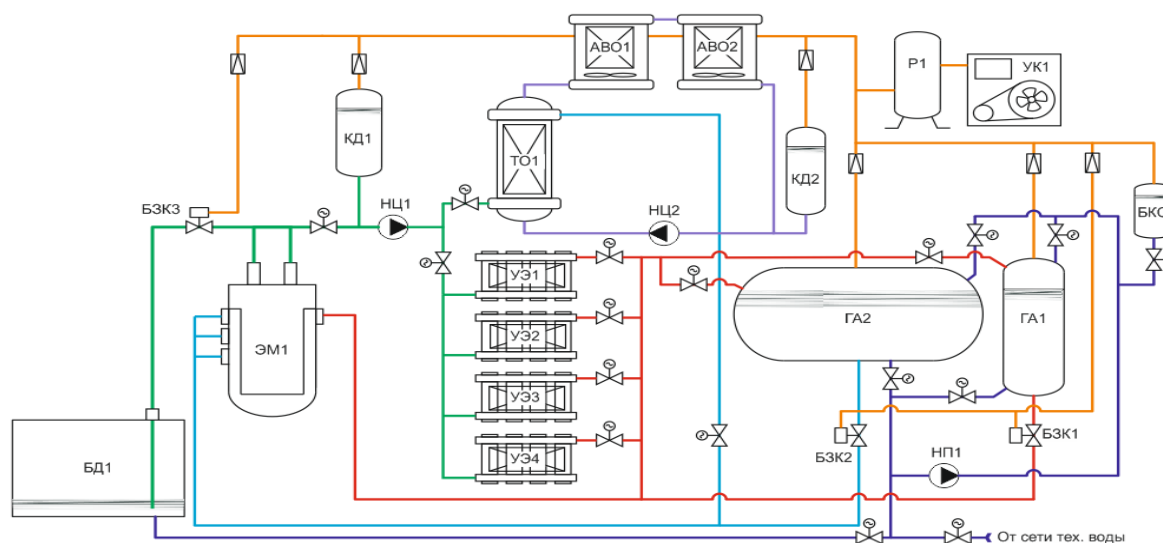 АВО1
АВО2
Р1
УК1
КД1
ТО1
КД2
БЗК3
НЦ1
НЦ2
БКС
УЭ1
УЭ2
УЭ3
УЭ4
ГА2
ГА1
ЭМ1
БД1
БЗК2
БЗК1
НП1
От сети тех. воды